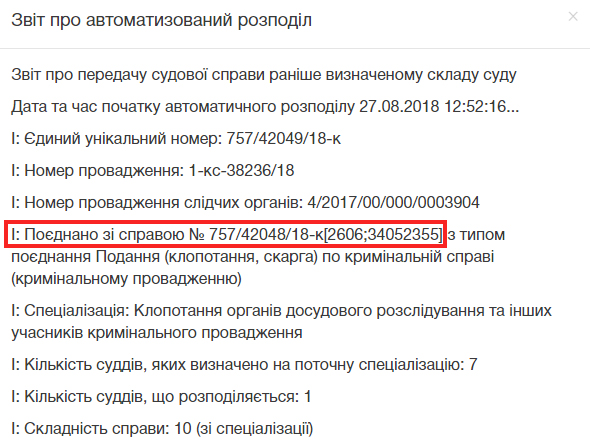 Звіт про автоматизований розподіл
×
Звіт про передачу судової справи раніше визначеному складу суду
Дата та час початку автоматичного розподілу 27.08.2018 12:52:16...
І: Єдиний унікальний номер: 757/42049/18-к
І: Номер провадження: 1-кс-38236/18
І: Номер провадження слідчих органів: 4/2017/00/000/0003904
І: Поєднано зі справою № 757/42048/18-к[2606;34052355] з типом
поєднання Подання (клопотання, скарга) по кримінальній справі
(кримінальному провадженню)
І: Спеціалізація: Клопотання органів досудового розслідування та інших
учасників кримінального провадження
І: Кількість суддів, яких визначено на поточну спеціалізацію: 7
І: Кількість суддів, що розподіляється: 1
І: Складність справи: 10 (зі спеціалізації)